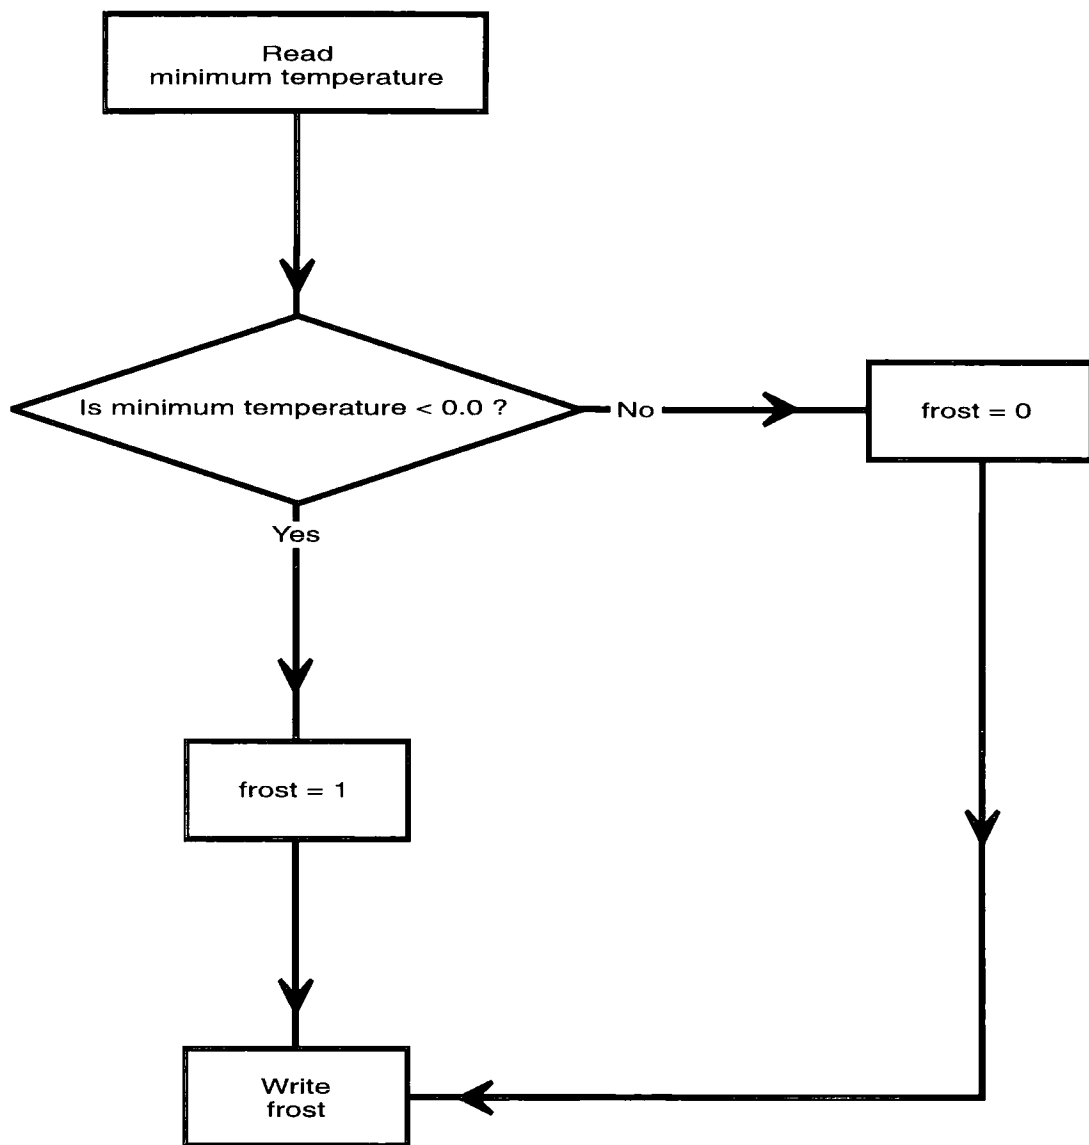 Read
minimum temperature
Is minimum temperature < 0.0 ?
No
frost = 0
Yes
frost = 1
Write
frost